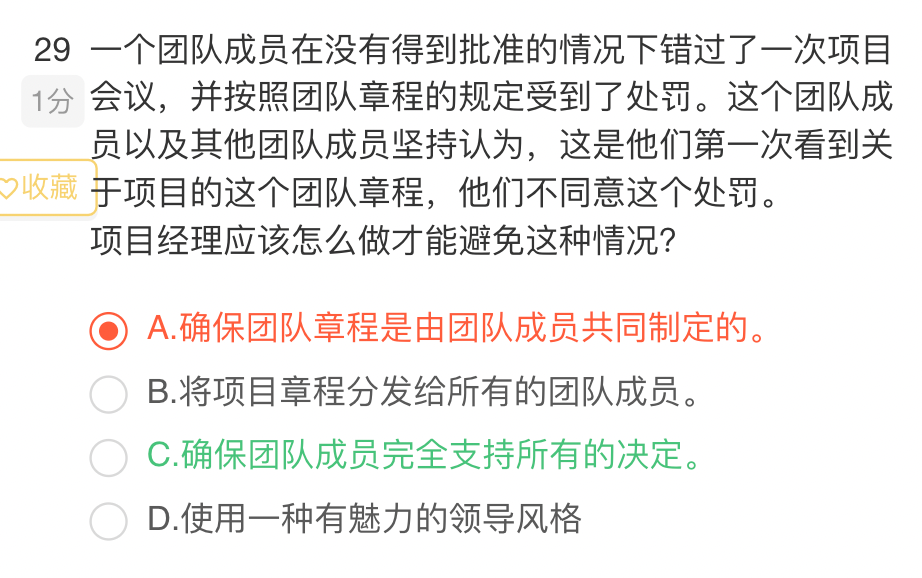 29 一个团队成员在没有得到批准的情况下错过了一次项目
1分 会议，并按照团队章程的规定受到了处罚。这个团队成
员以及其他团队成员坚持认为，这是他们第一次看到关
♡收藏 于项目的这个团队章程，他们不同意这个处罚。
项目经理应该怎么做才能避免这种情况？
A.确保团队章程是由团队成员共同制定的。
B.将项目章程分发给所有的团队成员。
C.确保团队成员完全支持所有的决定。
D.使用一种有魅力的领导风格